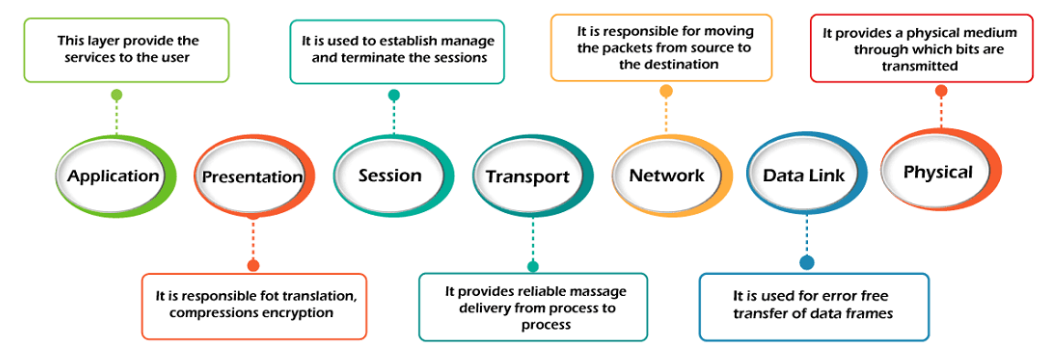 This layer provide the
services to the user
It is used to establish manage
and terminate the sessions
It is responsible for moving
the packets from source to
the destination
It provides a physical medium
through which bits are
transmitted
Application
Presentation
Session
Transport
Network
Data Link
Physical
It is responsible fot translation,
compressions encryption
It provides reliable massage
delivery from process to
process
It is used for error free
transfer of data frames